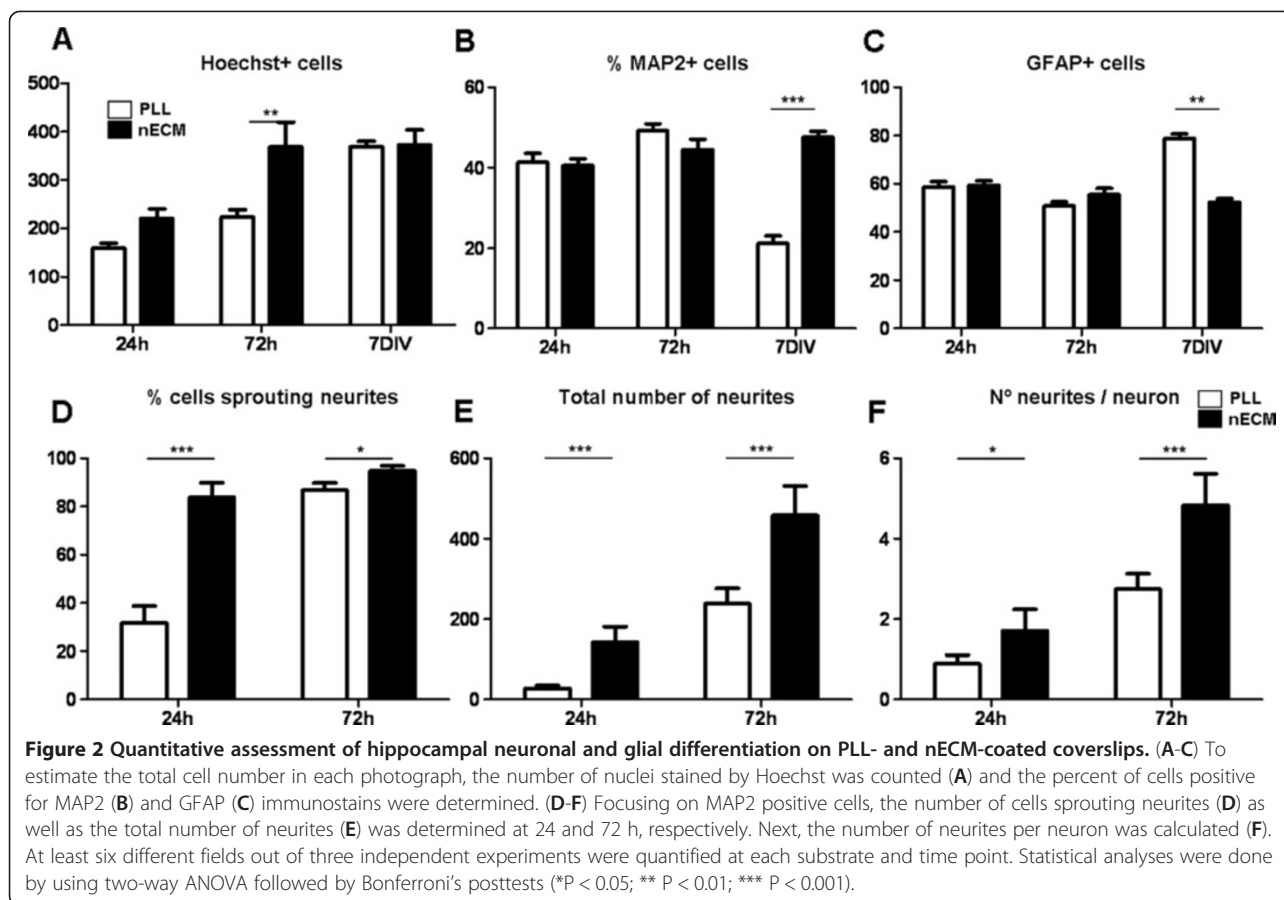 A
Hoechst+ cells
500
400
300
200
100
0
PLL
nECM
**
24h
72h
7DIV
B
% MAP2+ cells
60
40
20
0
***
24h
72h
7DIV
C
GFAP+ cells
100
80
60
40
20
0
**
24h
72h
7DIV
D
% cells sprouting neurites
100
80
60
40
20
0
***
*
24h
72h
E
Total number of neurites
600
400
200
0
***
***
24h
72h
F
Nº neurites / neuron
PLL
nECM
6
4
2
0
*
***
24h
72h
Figure 2 Quantitative assessment of hippocampal neuronal and glial differentiation on PLL- and nECM-coated coverslips. (A-C) To
estimate the total cell number in each photograph, the number of nuclei stained by Hoechst was counted (A) and the percent of cells positive
for MAP2 (B) and GFAP (C) immunostains were determined. (D-F) Focusing on MAP2 positive cells, the number of cells sprouting neurites (D) as
well as the total number of neurites (E) was determined at 24 and 72 h, respectively. Next, the number of neurites per neuron was calculated (F).
At least six different fields out of three independent experiments were quantified at each substrate and time point. Statistical analyses were done
by using two-way ANOVA followed by Bonferroni's posttests (*P < 0.05; ** P < 0.01; *** P < 0.001).